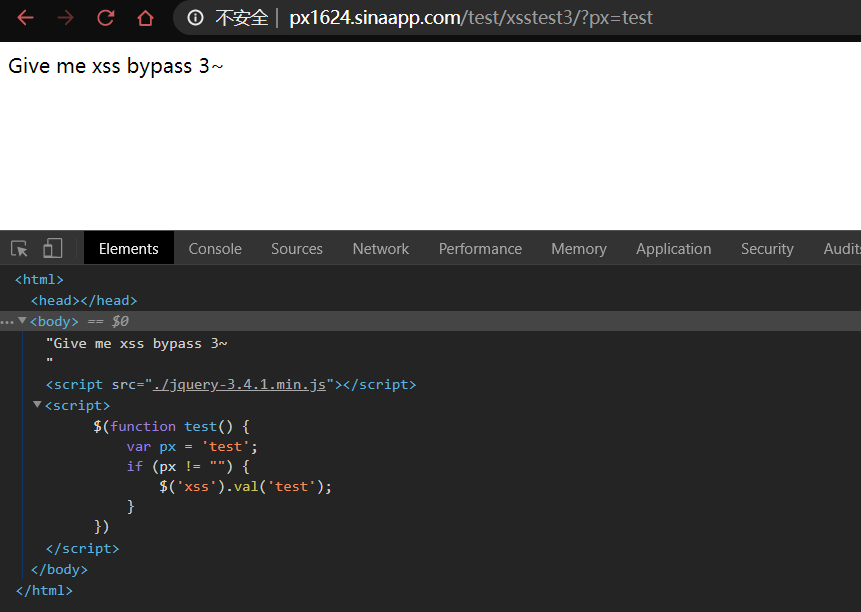 不安全 | px1624.sinaapp.com/test/xsstest3/?px=test
Give me xss bypass 3~
Elements Console Sources Network Performance Memory Application Security Audits
<html>
<head></head>
… ▼<body> == $0
"Give me xss bypass 3~
"
<script src="./jquery-3.4.1.min.js"></script>
▼<script>
$(function test() {
var px = 'test';
if (px != "") {
$('xss').val('test');
}
})
</script>
</body>
</html>